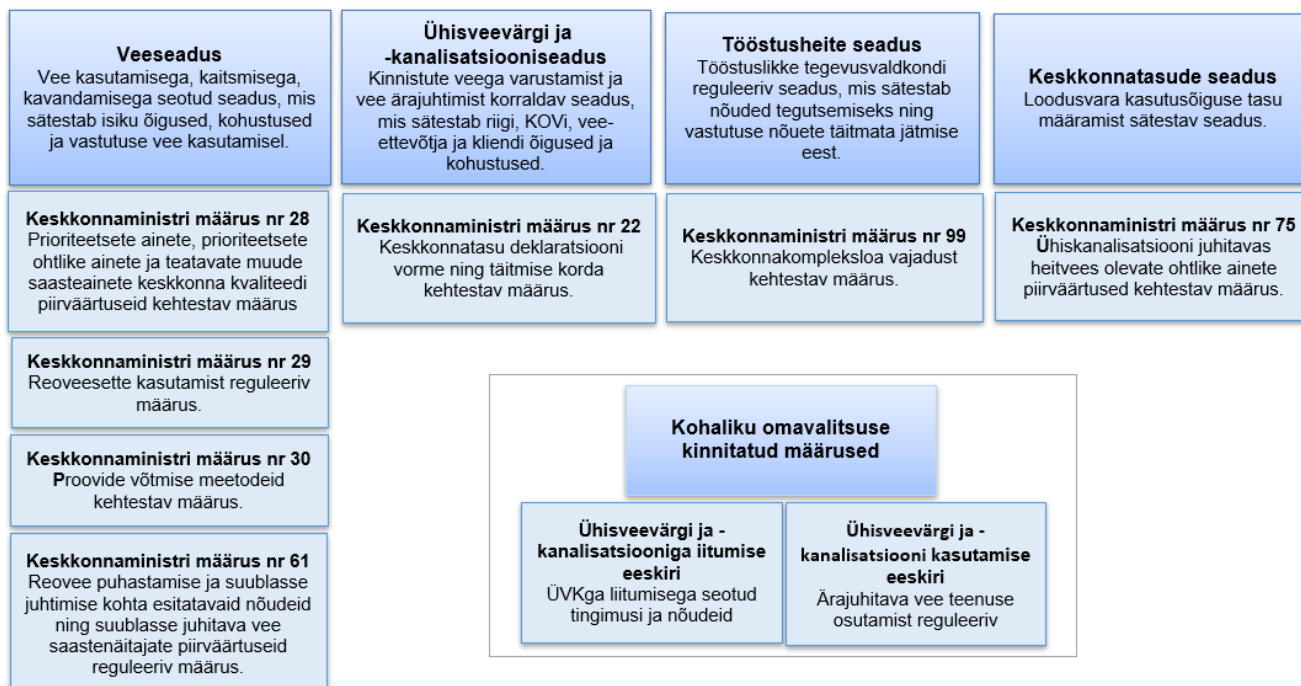 Veeseadus
Vee kasutamisega, kaitsmisega,
kavandamisega seotud seadus, mis
sätestab isiku õigused, kohustused
ja vastutuse vee kasutamisel.
Ühisveevärgi ja
-kanalisatsiooniseadus
Kinnistute veega varustamist ja
vee ärajuhtimist korraldav seadus,
mis sätestab riigi, KOVi, vee-
ettevõtja ja kliendi õigused ja
kohustused.
Tööstusheite seadus
Tööstuslikke tegevusvaldkondi
reguleeriv seadus, mis sätestab
nõuded tegutsemiseks ning
vastutuse nõuete täitmata jätmise
eest.
Keskkonnatasude seadus
Loodusvara kasutusõiguse tasu
määramist sätestav seadus.
Keskkonnaministri määrus nr 28
Prioriteetsete ainete, prioriteetsete
ohtlike ainete ja teatavate muude
saasteainete keskkonna kvaliteedi
piirväärtuseid kehtestav määrus
Keskkonnaministri määrus nr 22
Keskkonnatasu deklaratsiooni
vorme ning täitmise korda
kehtestav määrus.
Keskkonnaministri määrus nr 99
Keskkonnakompleksloa vajadust
kehtestav määrus.
Keskkonnaministri määrus nr 75
Ühiskanalisatsiooni juhitavas
heitvees olevate ohtlike ainete
piirväärtused kehtestav määrus.
Keskkonnaministri määrus nr 29
Reoveesette kasutamist reguleeriv
määrus.
Keskkonnaministri määrus nr 30
Proovide võtmise meetodeid
kehtestav määrus.
Keskkonnaministri määrus nr 61
Reovee puhastamise ja suublasse
juhtimise kohta esitatavaid nõudeid
ning suublasse juhitava vee
saastenäitajate piirväärtuseid
reguleeriv määrus.
Kohaliku omavalitsuse
kinnitatud määrused
Ühisveevärgi ja -
kanalisatsiooniga iitumise
eeskiri
ÜVKga liitumisega seotud
tingimusi ja nõudeid
Ühisveevärgi ja -
kanalisatsiooni kasutamise
eeskiri
Ärajuhitava vee teenuse
osutamist reguleeriv